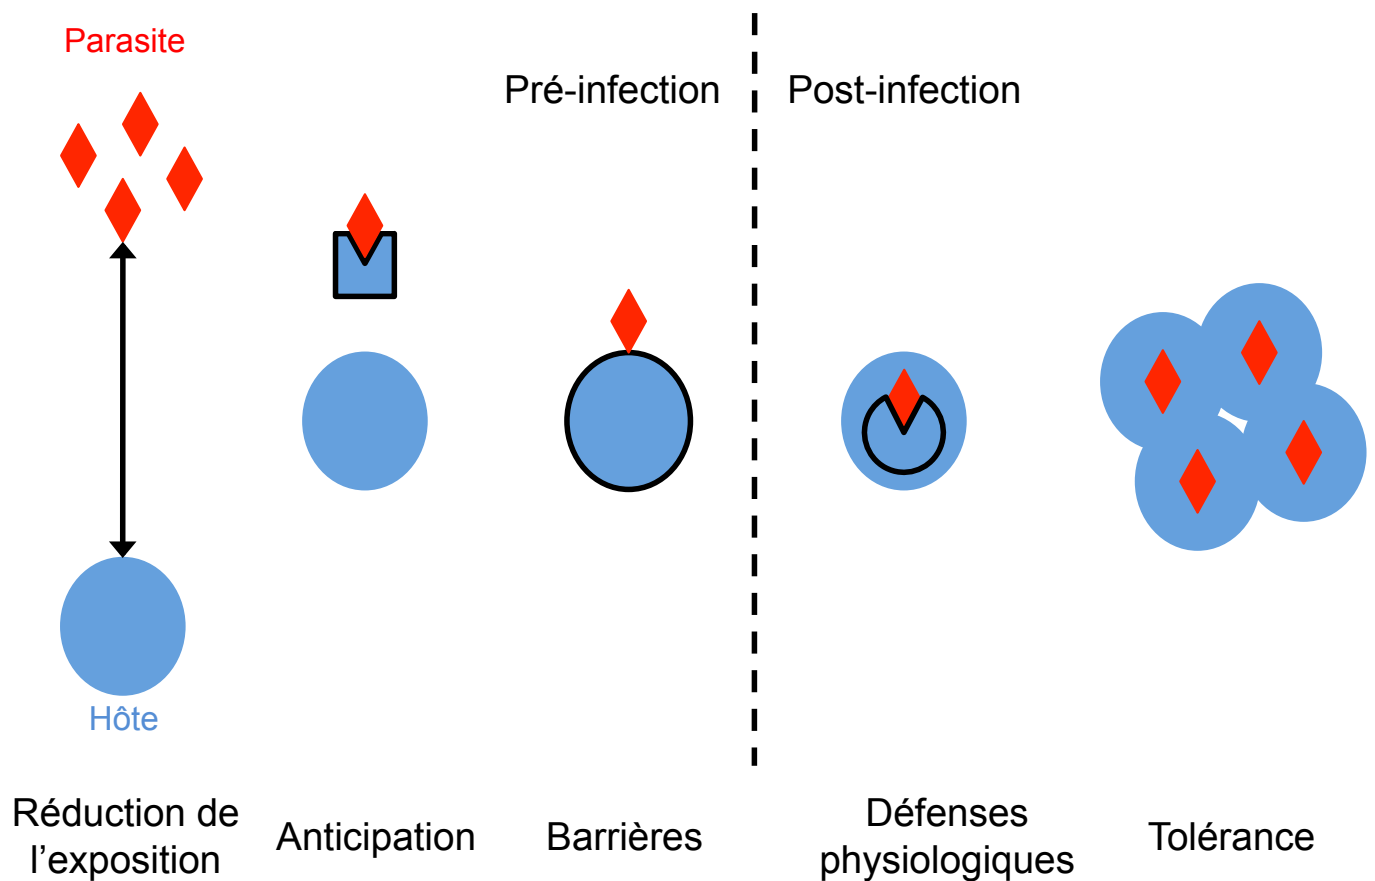 Parasite
Pré-infection
Post-infection
Hôte
Réduction de
l’exposition
Anticipation
Barrières
Défenses
physiologiques
Tolérance